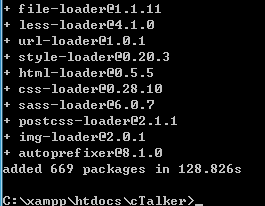 + file-loader@1.1.11
+ less-loader@4.1.0
+ url-loader@1.0.1
+ style-loader@0.20.3
+ html-loader@0.5.5
+ css-loader@0.28.10
+ sass-loader@6.0.7
+ postcss-loader@2.1.1
+ img-loader@2.0.1
+ autoprefixer@8.1.0
added 669 packages in 128.826s
C:\xampp\htdocs\cTalker>_